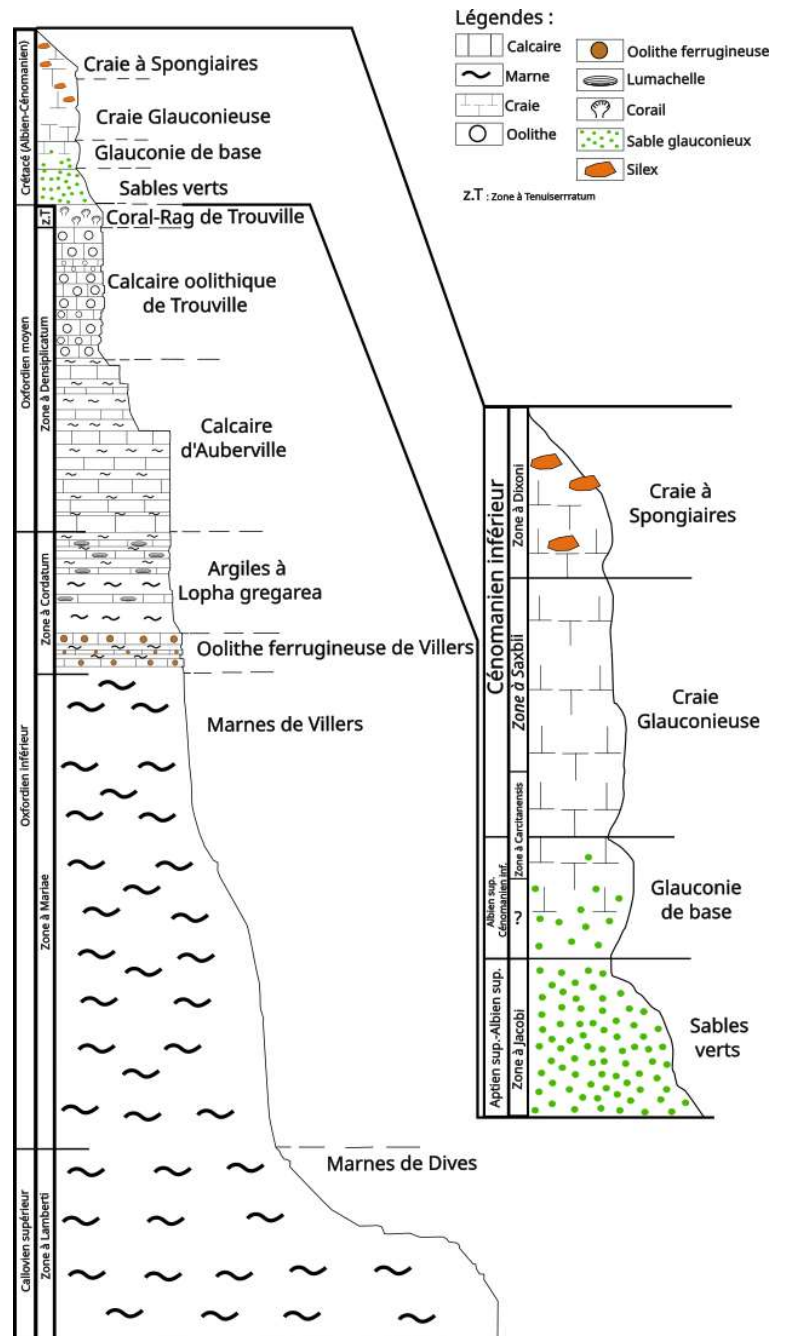 Légendes :
Calcaire
Marne
Craie
Oolithe
Oolithe ferrugineuse
Lumachelle
Corail
Sable glauconieux
Silex
z.T : Zone à Tenuiserrratum
Crétacé (Albien-Cénomanien)
Craie à Spongiaires
Craie Glauconieuse
Glauconie de base
Sables verts
Oxfordien moyen
z.T
Coral-Rag de Trouville
Zone à Densiplicatum
Calcaire oolithique
de Trouville
Calcaire
d'Auberville
Oxfordien inférieur
Zone à Cordatum
Argiles à
Lopha gregarea
Oolithe ferrugineuse de Villers
Zone à Mariae
Marnes de Villers
Callovien supérieur
Zone à Lamberti
Marnes de Dives
Cénomanien inférieur
Zone à Dixoni
Craie à
Spongiaires
Zone à Saxbii
Craie
Glauconieuse
Zone à Carcitanensis
Albien sup.
Cénomanien inf.
?
Glauconie
de base
Aptien sup.-Albien sup.
Zone à Jacobi
Sables
verts